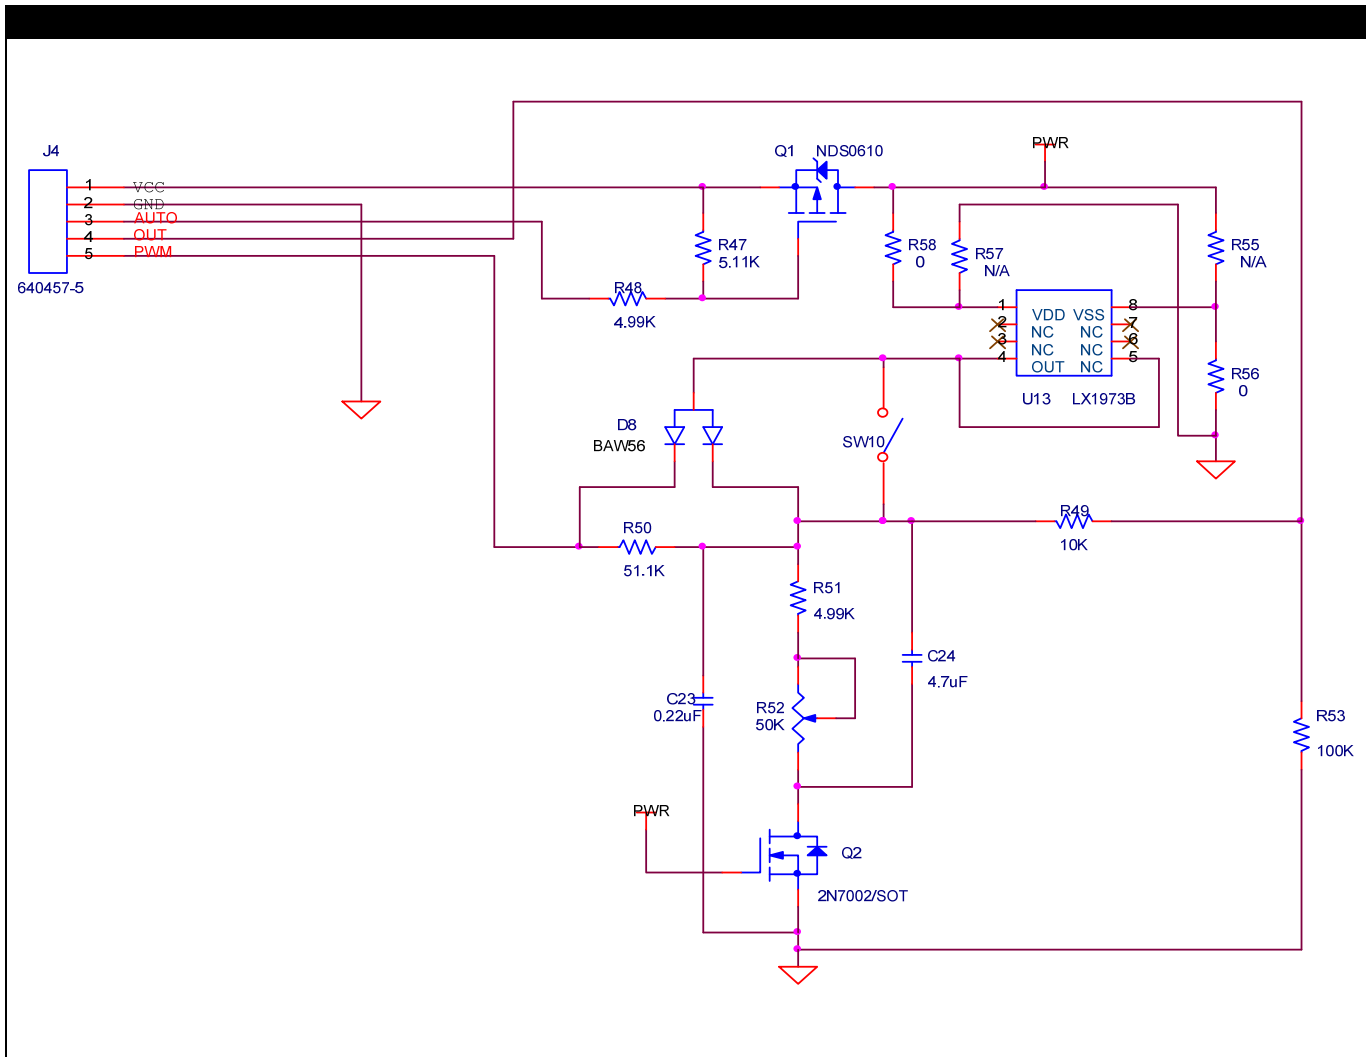 J4
Q1 NDS0610
PWR
1 VCC
2 GND
3 AUTO
4 OUT
5 PWM
640457-5
R47
5.11K
R58
0
R57
N/A
R55
N/A
R48
4.99K
1 VDD VSS 8
2 NC NC 7
3 NC NC 6
4 OUT NC 5
U13 LX1973B
R56
0
D8
BAW56
SW10
R49
10K
R50
51.1K
R51
4.99K
C24
4.7uF
C23
0.22uF
R52
50K
R53
100K
PWR
Q2
2N7002/SOT